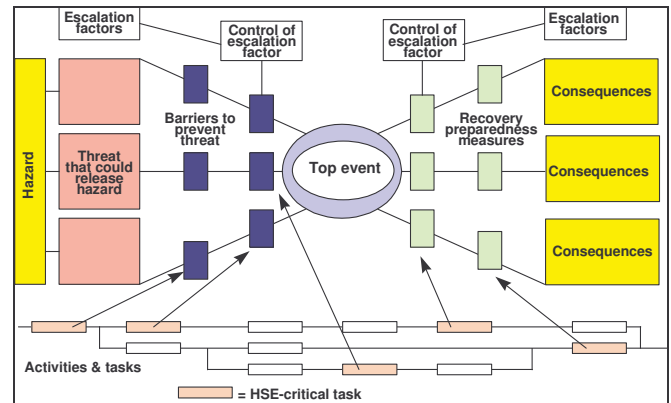 Escalation
factors
Control of
escalation
factor
Control of
escalation
factor
Escalation
factors
Hazard
Threat
that could
release
hazard
Barriers to
prevent
threat
Top event
Recovery
preparedness
measures
Consequences
Consequences
Consequences
Activities & tasks
= HSE-critical task